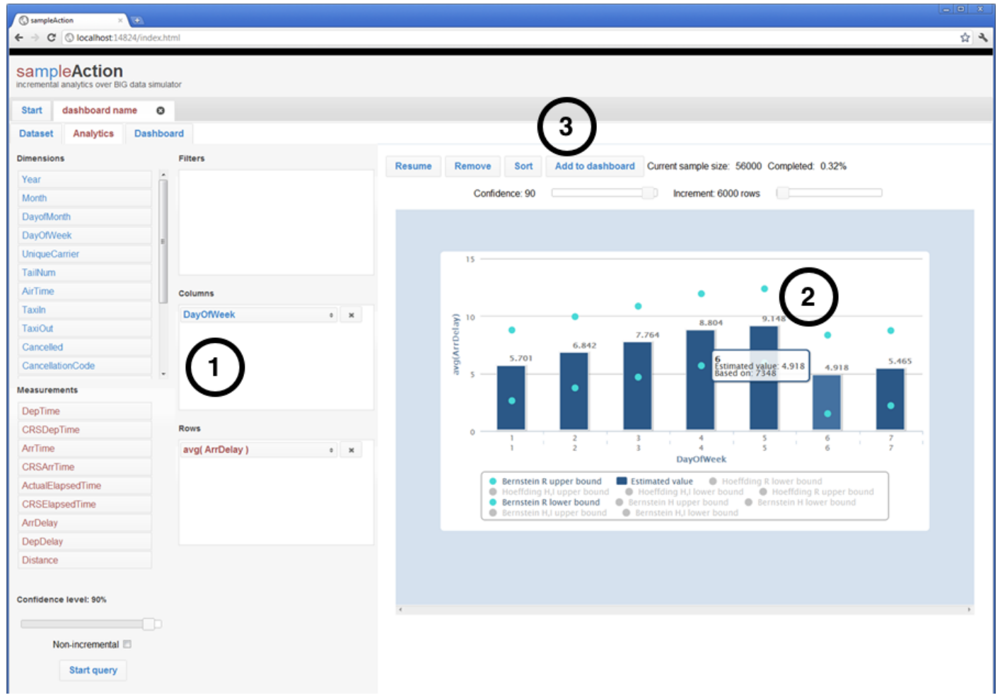 sampleAction
localhost:14824/index.html
sampleAction
incremental analytics over BIG data simulator
Start dashboard name
Dataset Analytics Dashboard
3
Dimensions
Year
Month
DayofMonth
DayOfWeek
UniqueCarrier
TailNum
AirTime
TaxiIn
TaxiOut
Cancelled
CancellationCode
Measurements
DepTime
CRSDepTime
ArrTime
CRSArrTime
ActualElapsedTime
CRSElapsedTime
ArrDelay
DepDelay
Distance
Confidence level: 90%
Non-incremental
Start query
Filters
Columns
DayOfWeek
1
Rows
avg( ArrDelay )
Resume Remove Sort Add to dashboard Current sample size: 56000 Completed: 0.32%
Confidence: 90 Increment: 6000 rows
15
10
5
0
avg(ArrDelay)
2
5.701 6.842 7.764 8.804 9.148 4.918 5.465
6
Estimated value: 4.918
Based on: 7348
1 2 3 4 5 6 7
1 2 3 4 5 6 7
DayOfWeek
Bernstein R upper bound Estimated value Hoeffding R lower bound
Hoeffding H,I upper bound Hoeffding H,I lower bound Hoeffding R upper bound
Bernstein R lower bound Bernstein H upper bound Bernstein H lower bound
Bernstein H,I upper bound Bernstein H,I lower bound